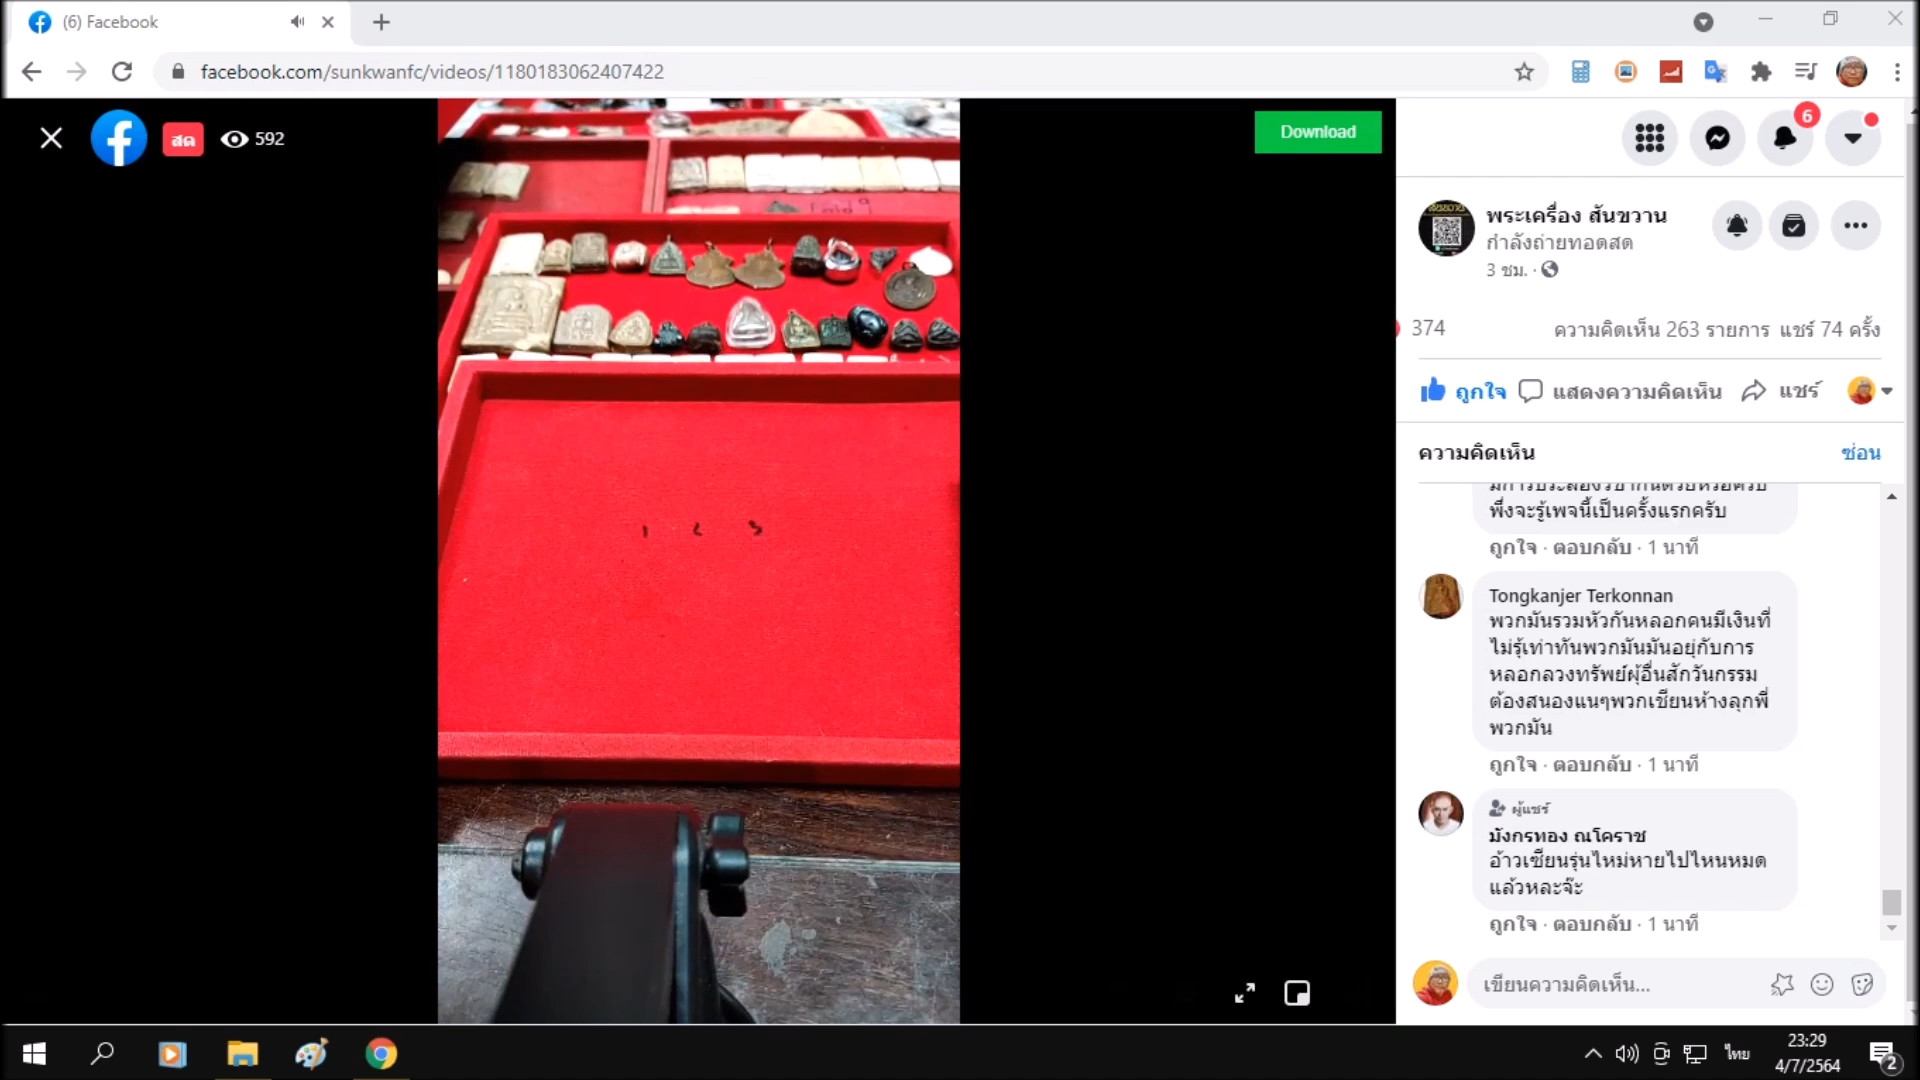 (6) Facebook
facebook.com/sunkwanfc/videos/1180183062407422
สด
592
Download
6
พระเครื่อง สันขวาน
กำลังถ่ายทอดสด
3 ชม. ·
374
ความคิดเห็น 263 รายการ แชร์ 74 ครั้ง
ถูกใจ
แสดงความคิดเห็น
แชร์
ความคิดเห็น
ซ่อน
พึ่งจะรู้เพจนี้เป็นครั้งแรกครับ
ถูกใจ · ตอบกลับ · 1 นาที
Tongkanjer Terkonnan
พวกมันรวมหัวกันหลอกคนมีเงินที่
ไม่รู้เท่าทันพวกมันมันอยู่กับการ
หลอกลวงทรัพย์ผู้อื่นสักวันกรรม
ต้องสนองแนๆพวกเซียนห้างลุกพี่
พวกมัน
ถูกใจ · ตอบกลับ · 1 นาที
ผู้แชร์
มังกรทอง ณโคราช
อ้าวเซียนรุ่นไหม่หายไปไหนหมด
แล้วหละจ๊ะ
ถูกใจ · ตอบกลับ · 1 นาที
เขียนความคิดเห็น...
1 2 3
ไทย
23:29
4/7/2564
2